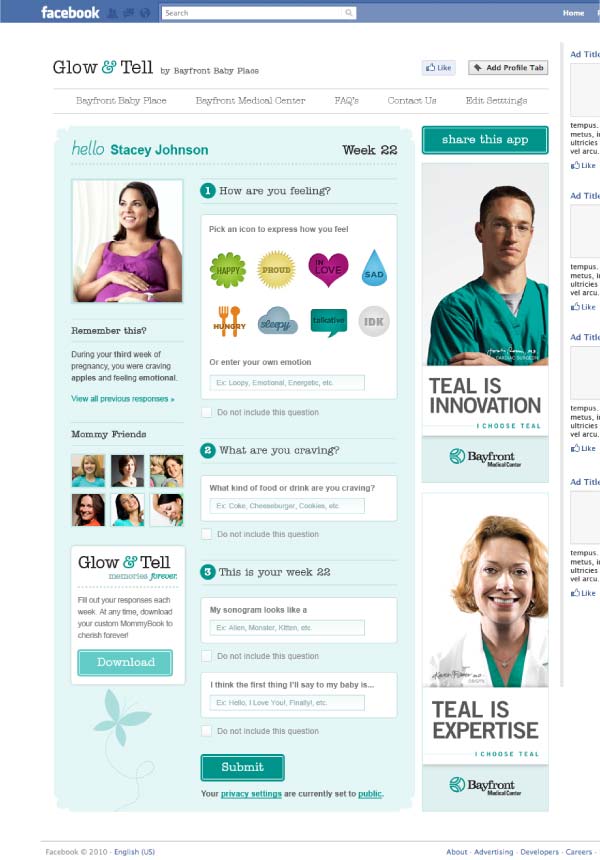 facebook
Search
Home
Glow & Tell by Bayfront Baby Place
Like
Add Profile Tab
Bayfront Baby Place
Bayfront Medical Center
FAQ's
Contact Us
Edit Setttings
hello Stacey Johnson
Week 22
Remember this?
During your third week of
pregnancy, you were craving
apples and feeling emotional.
View all previous responses »
Mommy Friends
Glow & Tell
memories forever.
Fill out your responses each
week. At any time, download
your custom MommyBook to
cherish forever!
Download
1 How are you feeling?
Pick an icon to express how you feel
HAPPY
PROUD
IN LOVE
SAD
HUNGRY
sleepy
talkative
IDK
Or enter your own emotion
Ex: Loopy, Emotional, Energetic, etc.
Do not include this question
2 What are you craving?
What kind of food or drink are you craving?
Ex: Coke, Cheeseburger, Cookies, etc.
Do not include this question
3 This is your week 22
My sonogram looks like a
Ex: Alien, Monster, Kitten, etc.
Do not include this question
I think the first thing I'll say to my baby is...
Ex: Hello, I Love You!, Finally!, etc.
Do not include this question
Submit
Your privacy settings are currently set to public.
share this app
CARDIAC SURGEON
TEAL IS
INNOVATION
I CHOOSE TEAL
Bayfront
Medical Center
OB/GYN
TEAL IS
EXPERTISE
I CHOOSE TEAL
Bayfront
Medical Center
Ad Title
tempus.
metus, in
ultricies
vel arcu.
Like
Ad Title
tempus.
metus, in
ultricies
vel arcu.
Like
Ad Title
tempus.
metus, in
ultricies
vel arcu.
Like
Ad Title
tempus.
metus, in
ultricies
vel arcu.
Like
Facebook © 2010 · English (US)
About · Advertising · Developers · Careers ·